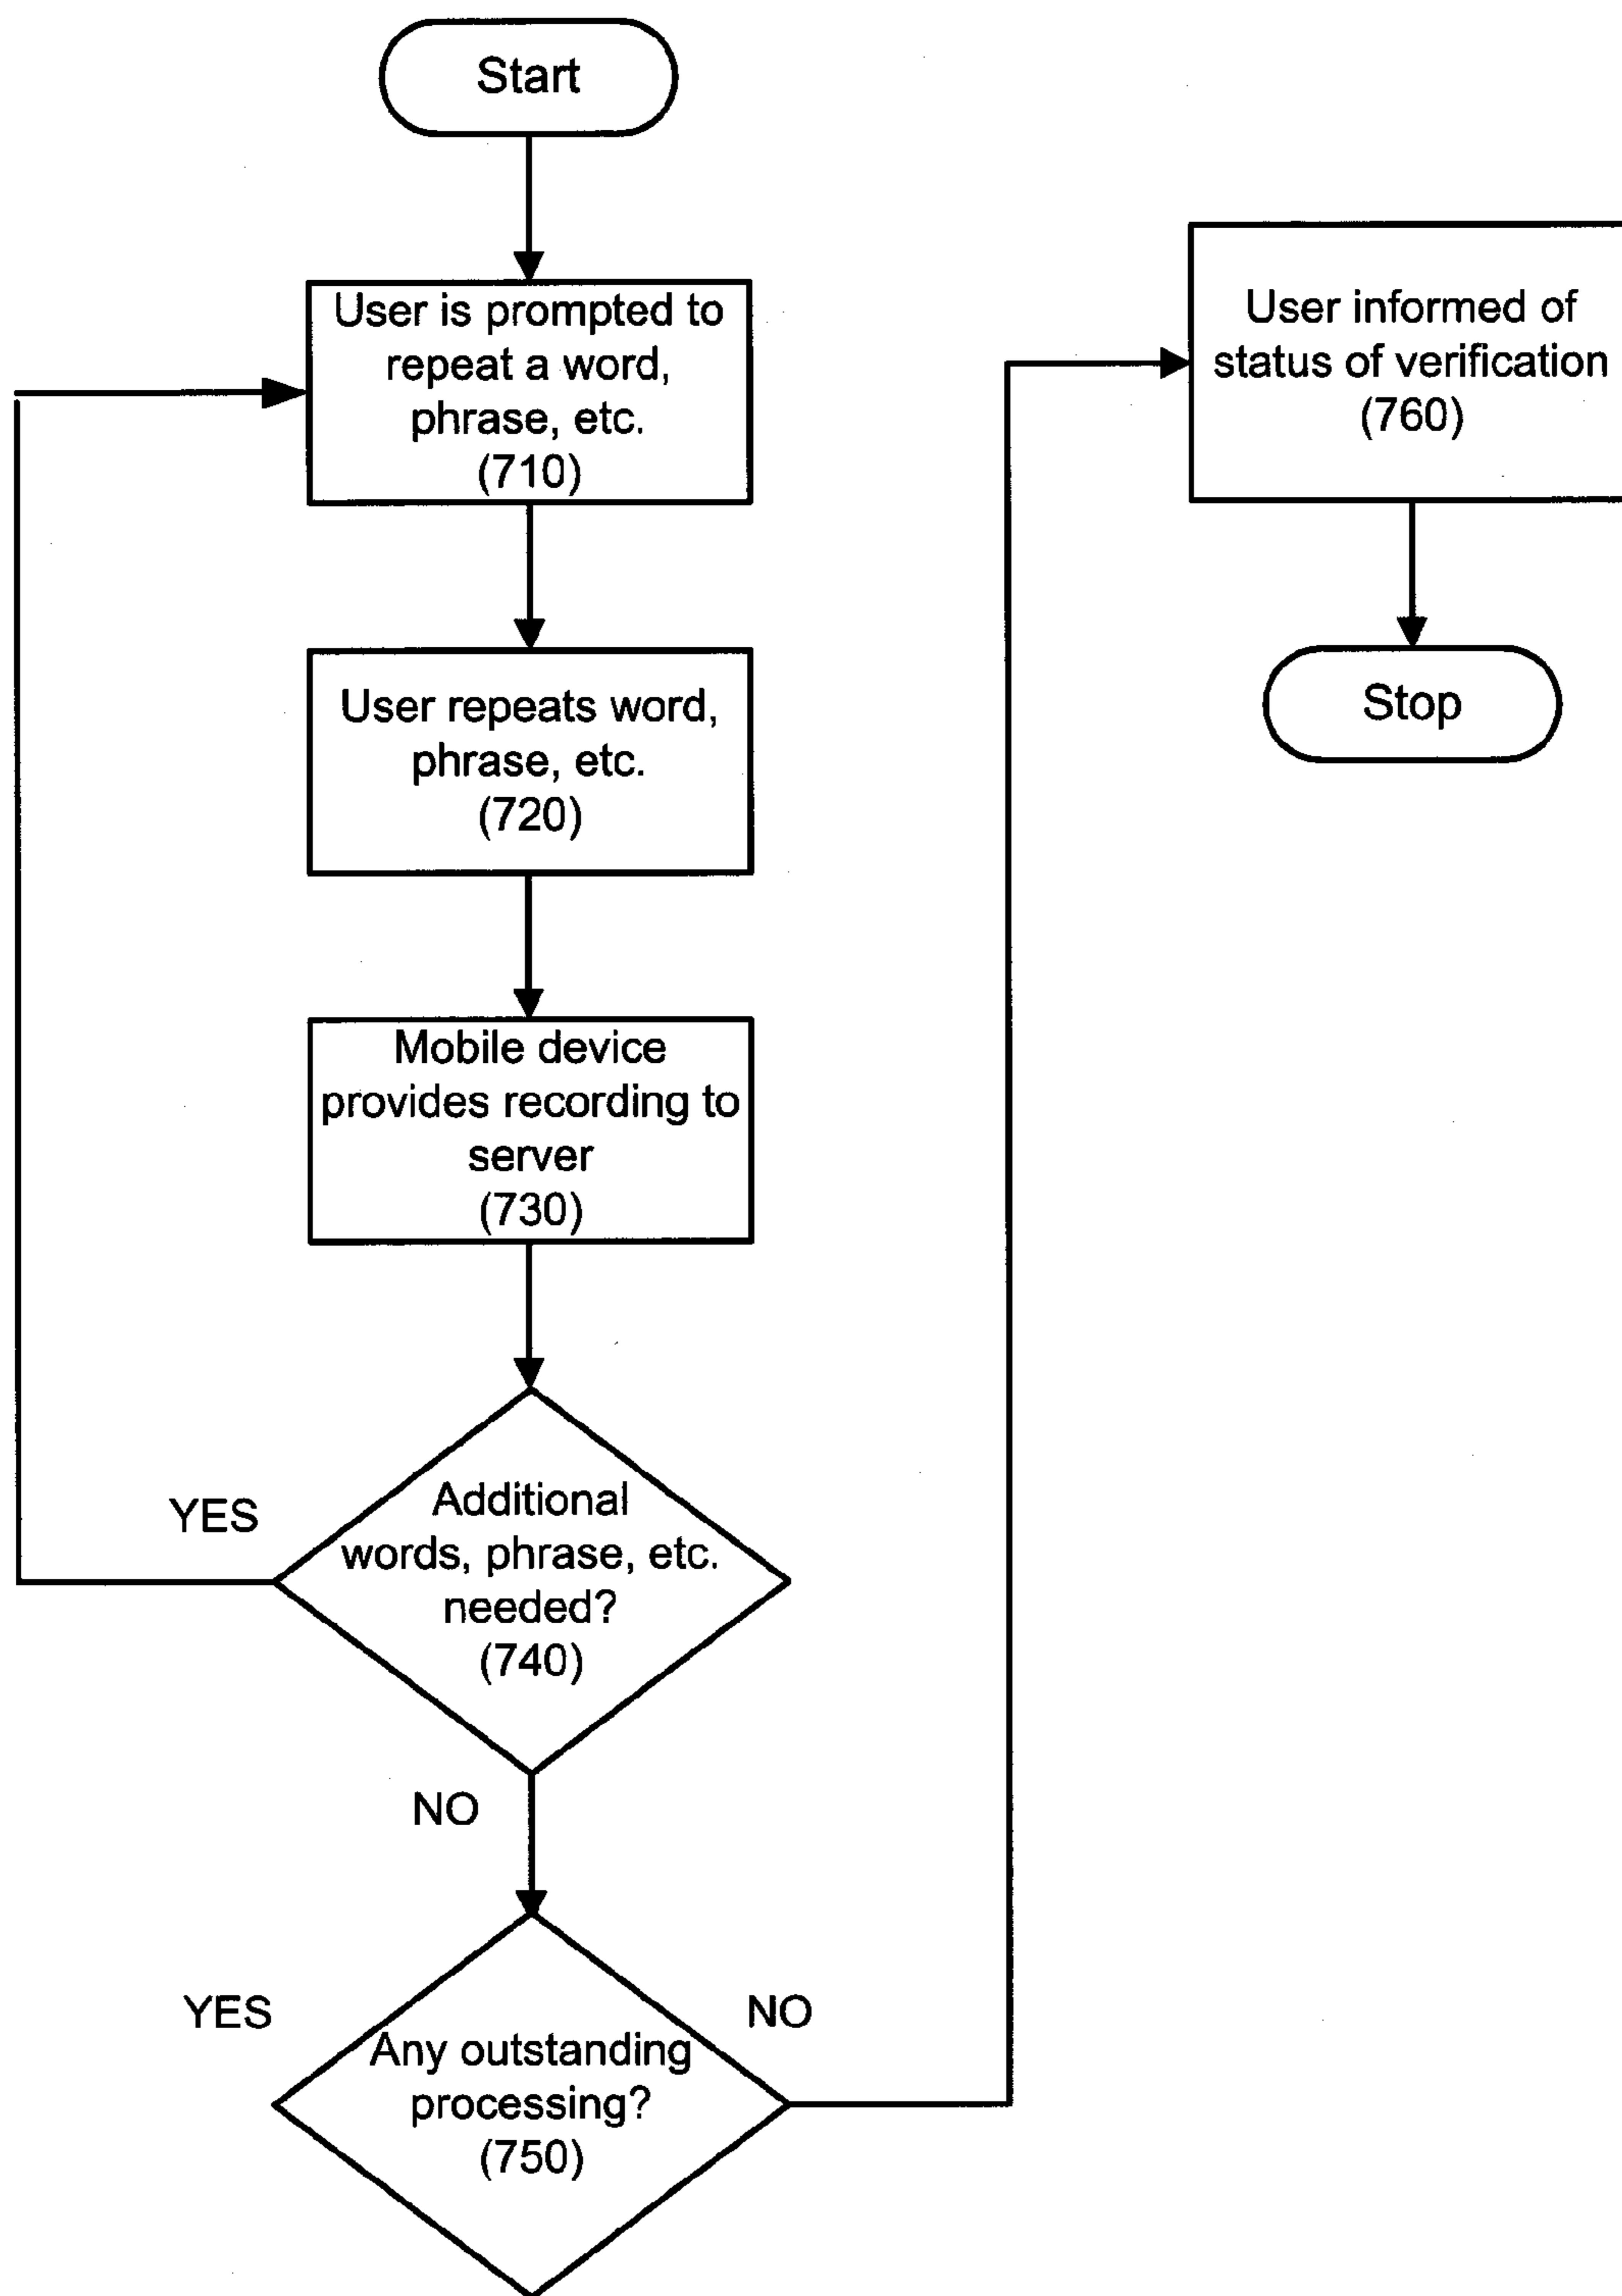 Start
User is prompted to
repeat a word,
phrase, etc.
(710)
User repeats word,
phrase, etc.
(720)
Mobile device
provides recording to
server
(730)
YES
Additional
words, phrase, etc.
needed?
(740)
NO
YES
NO
Any outstanding
processing?
(750)
User informed of
status of verification
(760)
Stop